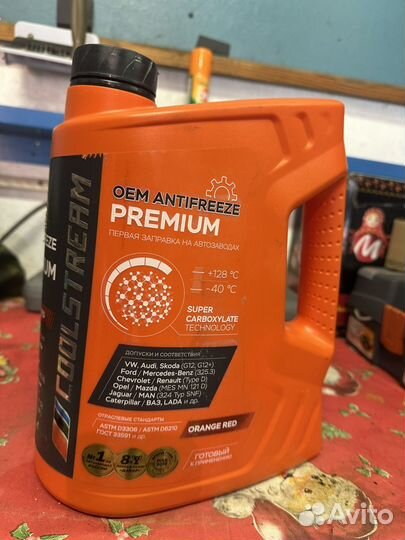 OEM ANTIFREEZE
PREMIUM
ПЕРВАЯ ЗАПРАВКА НА АВТОЗАВОДАХ
+128 °C
-40 °C
SUPER
CARBOXYLATE
TECHNOLOGY
ДОПУСКИ И СООТВЕТСТВИЯ
VW, Audi, Skoda (G12, G12+)
Ford / Mercedes-Benz (325.3)
Chevrolet / Renault (Type D)
Opel / Mazda (MES MN 121 D)
Jaguar / MAN (324 Typ SNF)
Caterpillar / ВАЗ, LADA и др.
ОТРАСЛЕВЫЕ СТАНДАРТЫ
ASTM D3306 / ASTM D6210
ГОСТ 33591 и др.
ORANGE RED
ГОТОВЫЙ
К ПРИМЕНЕНИЮ
COOLSTREAM
№1
M
Avito